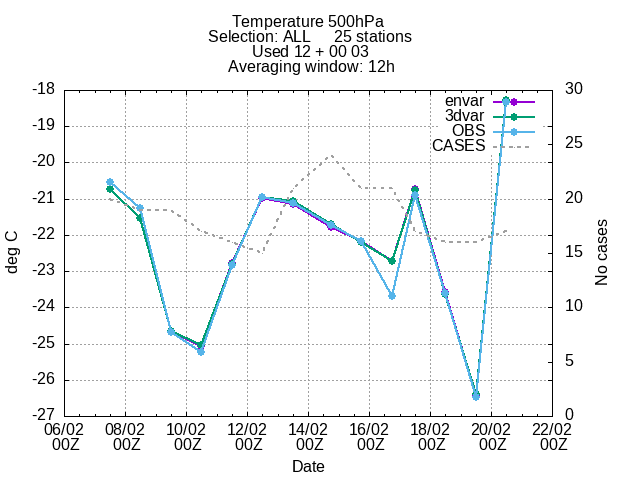 Temperature 500hPa
Selection: ALL 25 stations
Used 12 + 00 03
Averaging window: 12h
-18
-19
-20
-21
-22
-23
-24
-25
-26
-27
deg C
30
25
20
15
10
5
0
No cases
envar
3dvar
OBS
CASES
06/02 08/02 10/02 12/02 14/02 16/02 18/02 20/02 22/02
00Z 00Z 00Z 00Z 00Z 00Z 00Z 00Z 00Z
Date